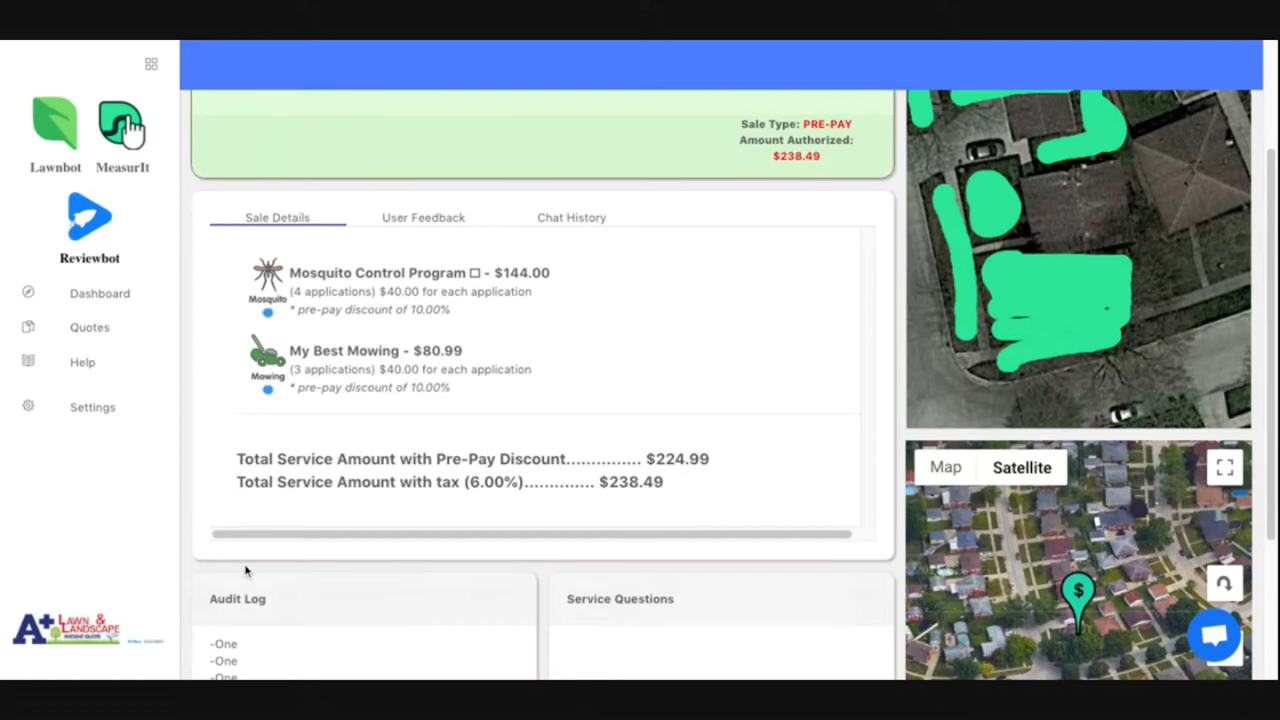 Lawnbot
MeasurIt
Reviewbot
Dashboard
Quotes
Help
Settings
A+ LAWN &
LANDSCAPE
INSTANT QUOTE
Sale Type: PRE-PAY
Amount Authorized:
$238.49
Sale Details
User Feedback
Chat History
Mosquito
Mosquito Control Program □ - $144.00
(4 applications) $40.00 for each application
* pre-pay discount of 10.00%
Mowing
My Best Mowing - $80.99
(3 applications) $40.00 for each application
* pre-pay discount of 10.00%
Total Service Amount with Pre-Pay Discount.............. $224.99
Total Service Amount with tax (6.00%)............. $238.49
Audit Log
-One
-One
-One
Service Questions
Map
Satellite
$